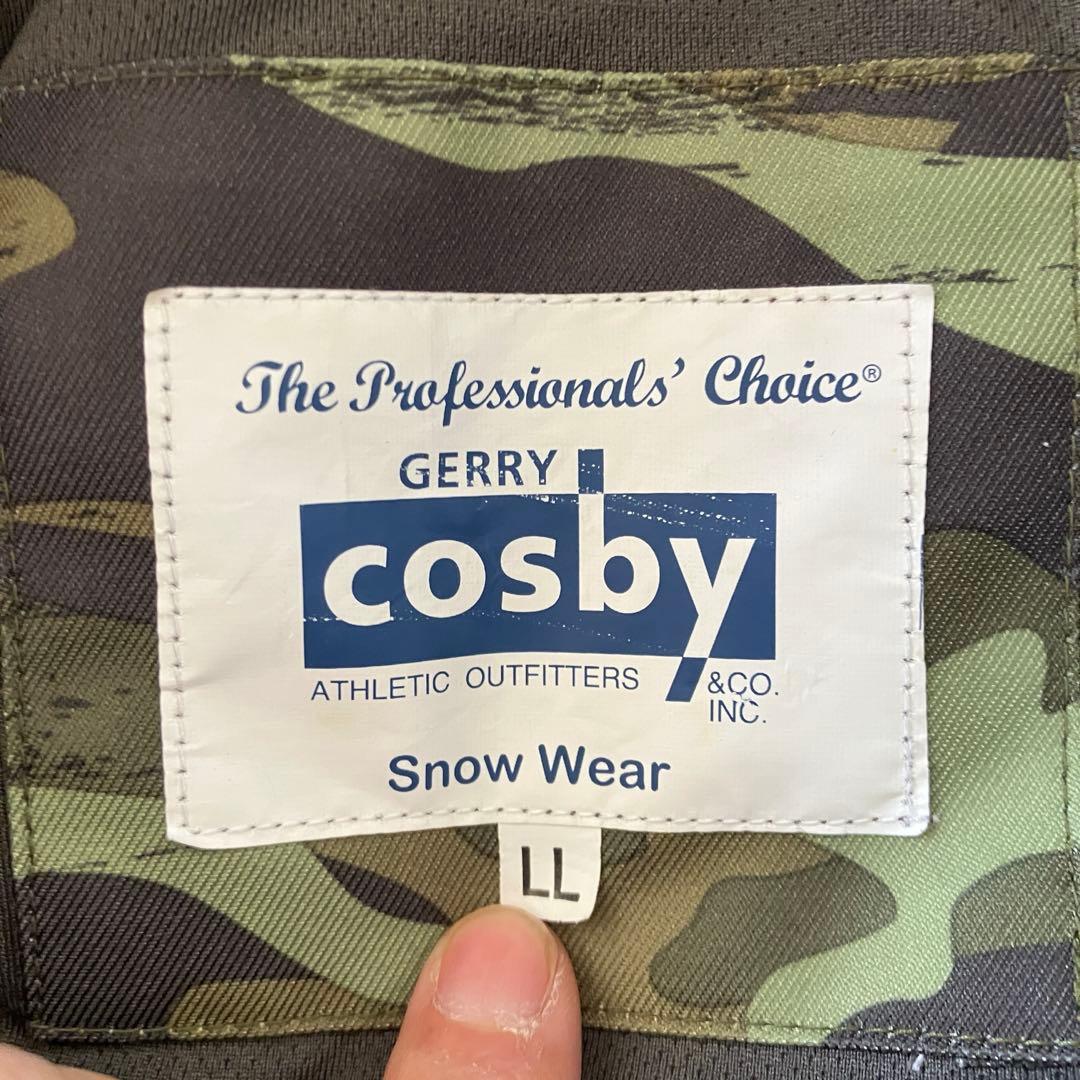 The Professionals' Choice®
GERRY
cosby
ATHLETIC OUTFITTERS &CO.
INC.
Snow Wear
LL